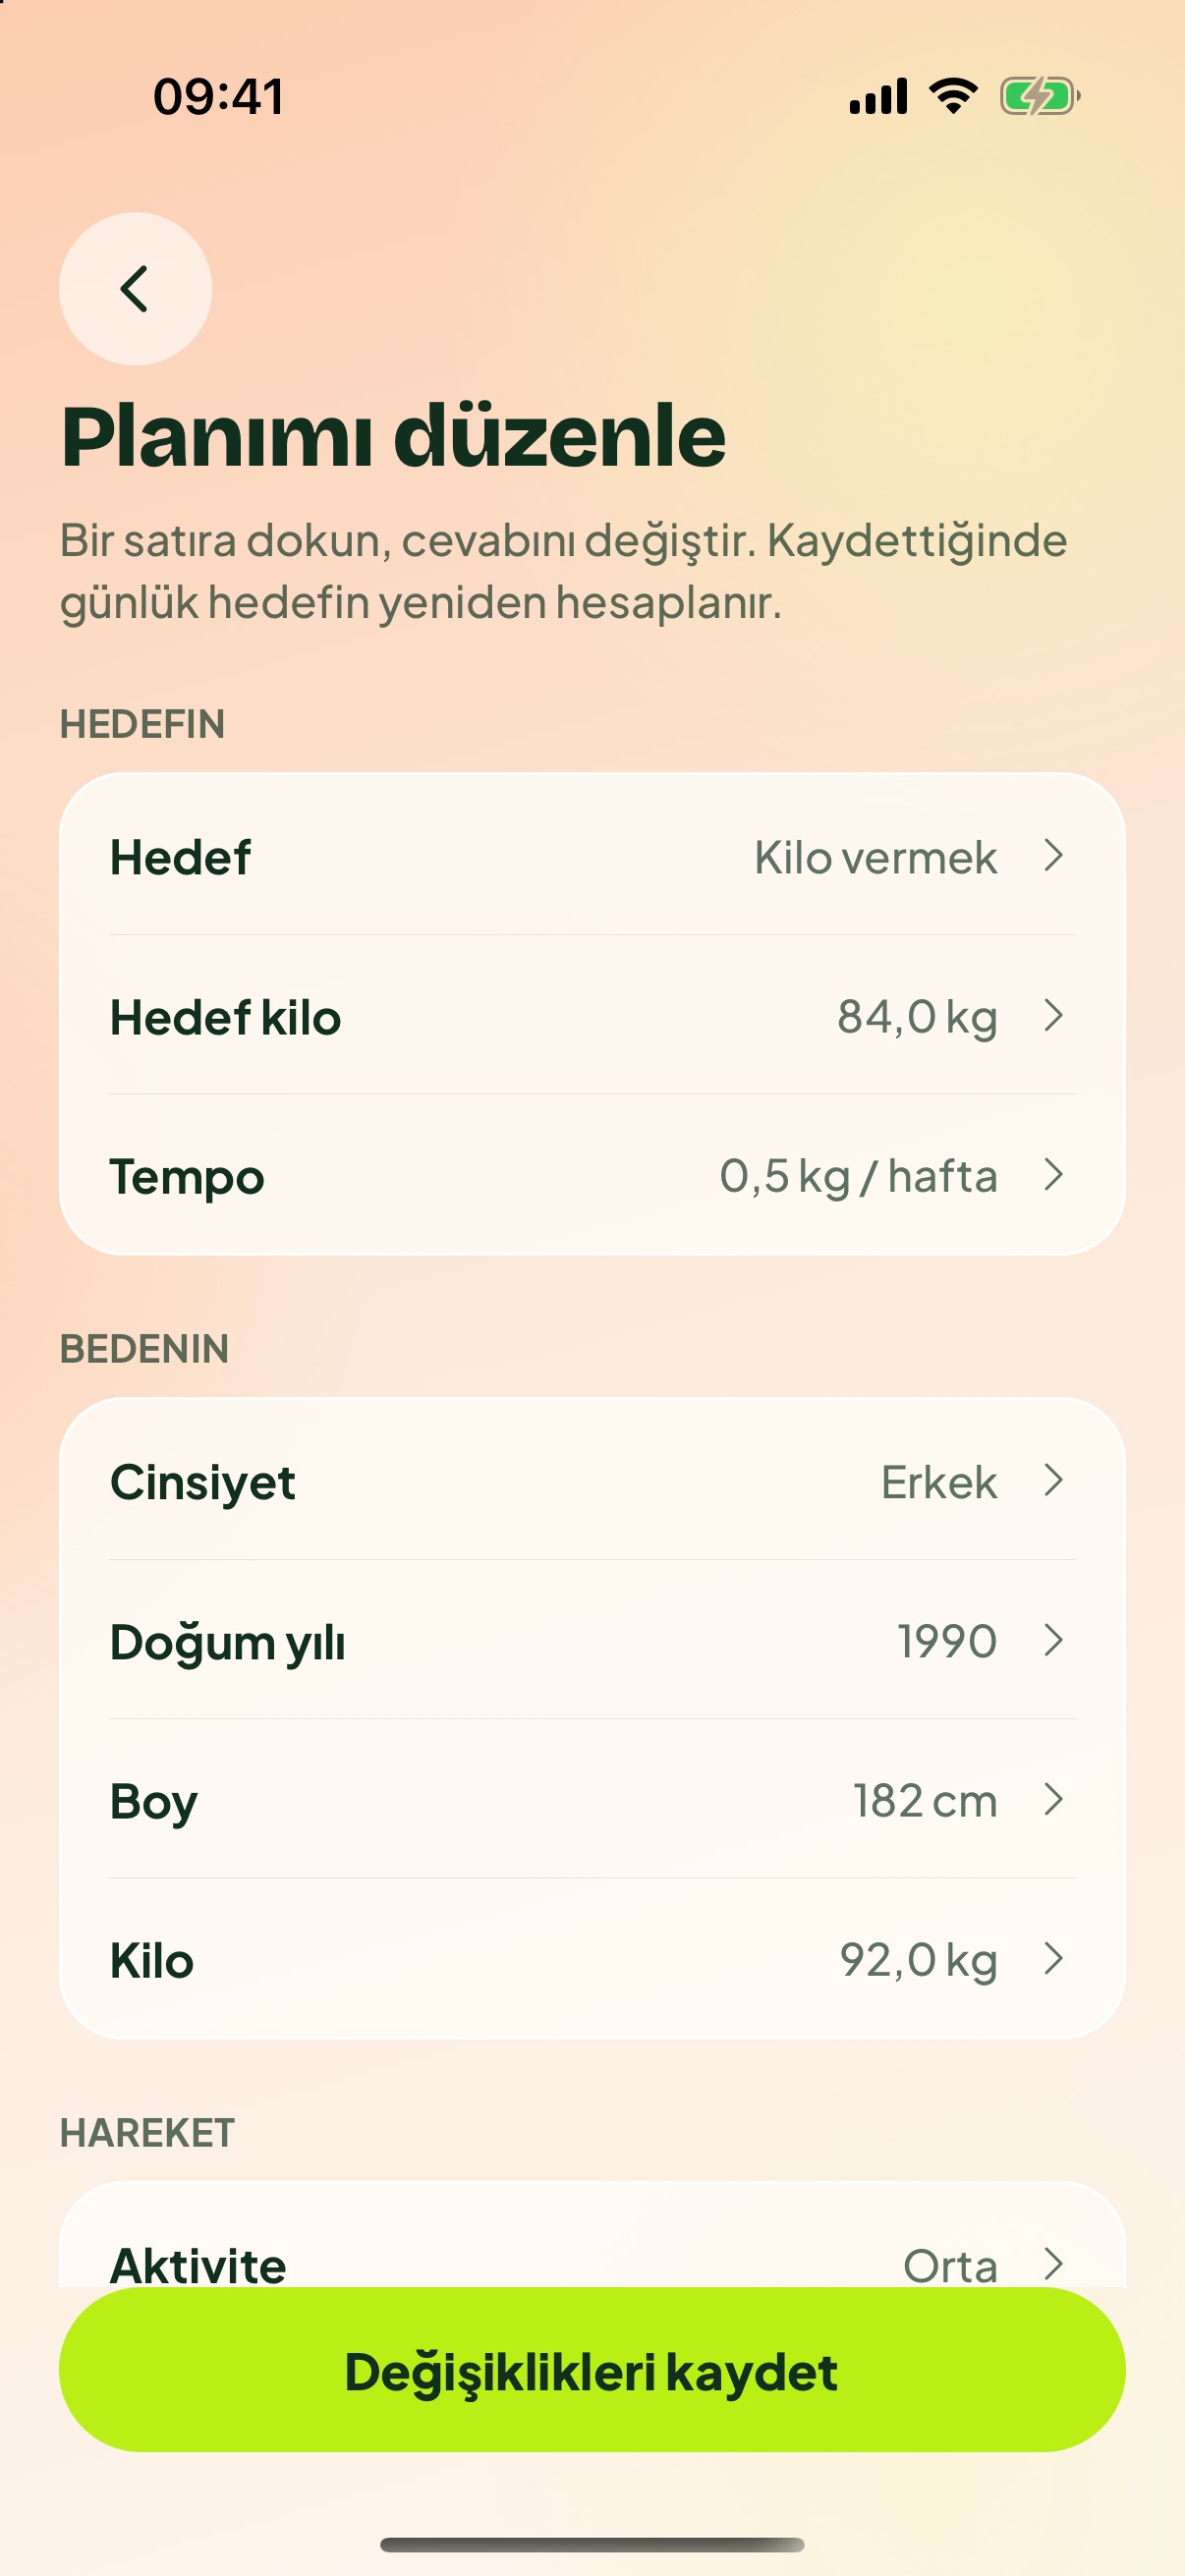 09:41
Planımı düzenle
Bir satıra dokun, cevabını değiştir. Kaydettiğinde
günlük hedefin yeniden hesaplanır.
HEDEFIN
Hedef Kilo vermek
Hedef kilo 84,0 kg
Tempo 0,5 kg / hafta
BEDENIN
Cinsiyet Erkek
Doğum yılı 1990
Boy 182 cm
Kilo 92,0 kg
HAREKET
Aktivite Orta
Değişiklikleri kaydet